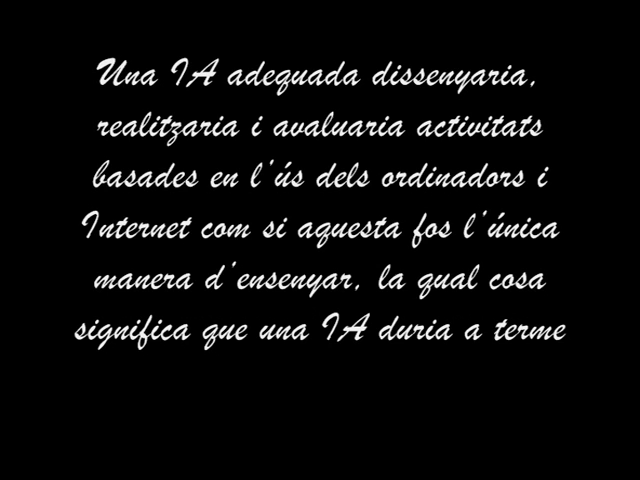 Una IA adequada dissenyaria,
realitzaria i avaluaria activitats
basades en l'ús dels ordinadors i
Internet com si aquesta fos l'única
manera d'ensenyar, la qual cosa
significa que una IA duria a terme